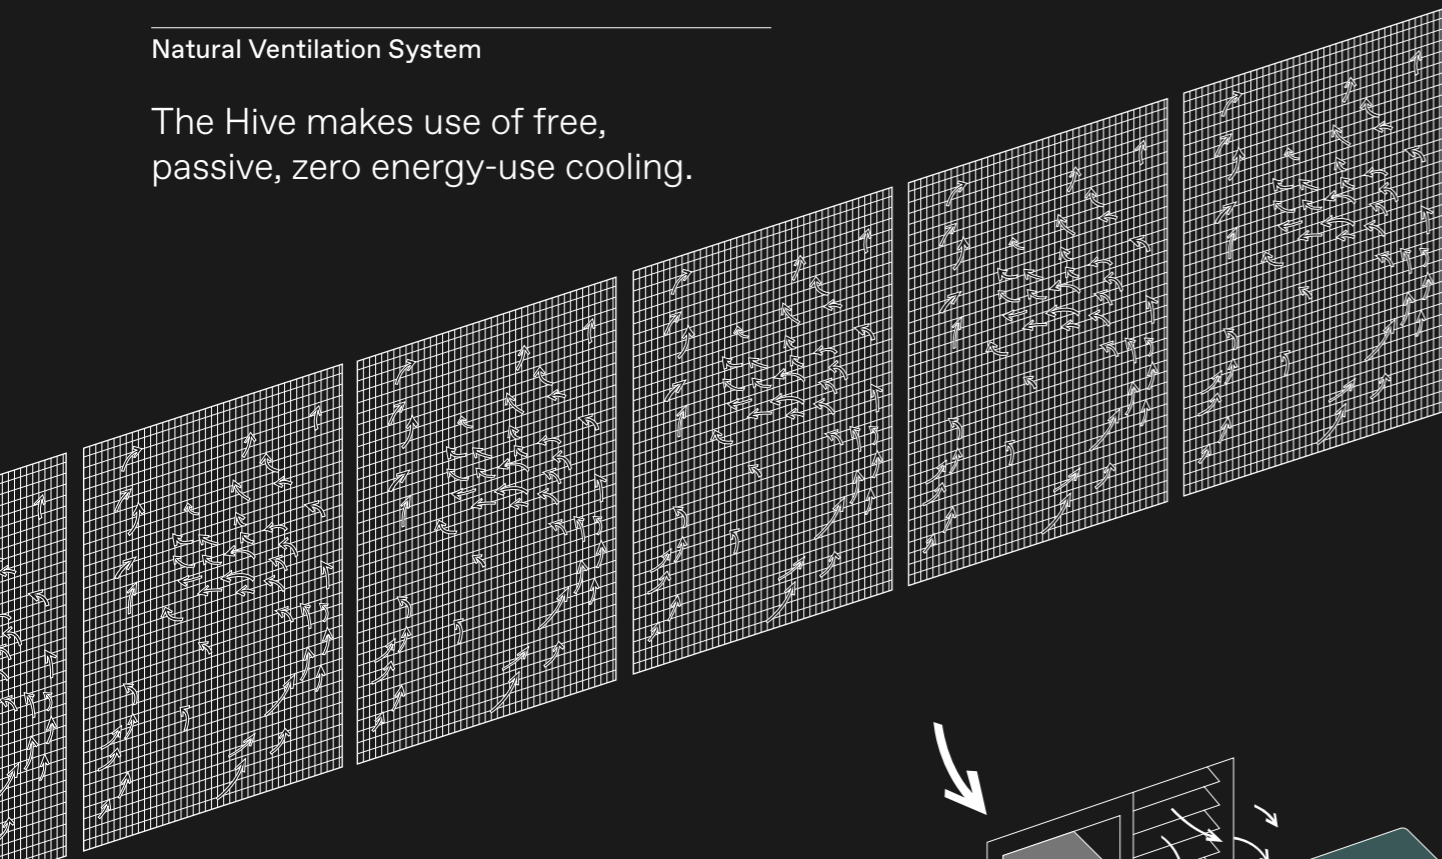 Natural Ventilation System
The Hive makes use of free,
passive, zero energy-use cooling.